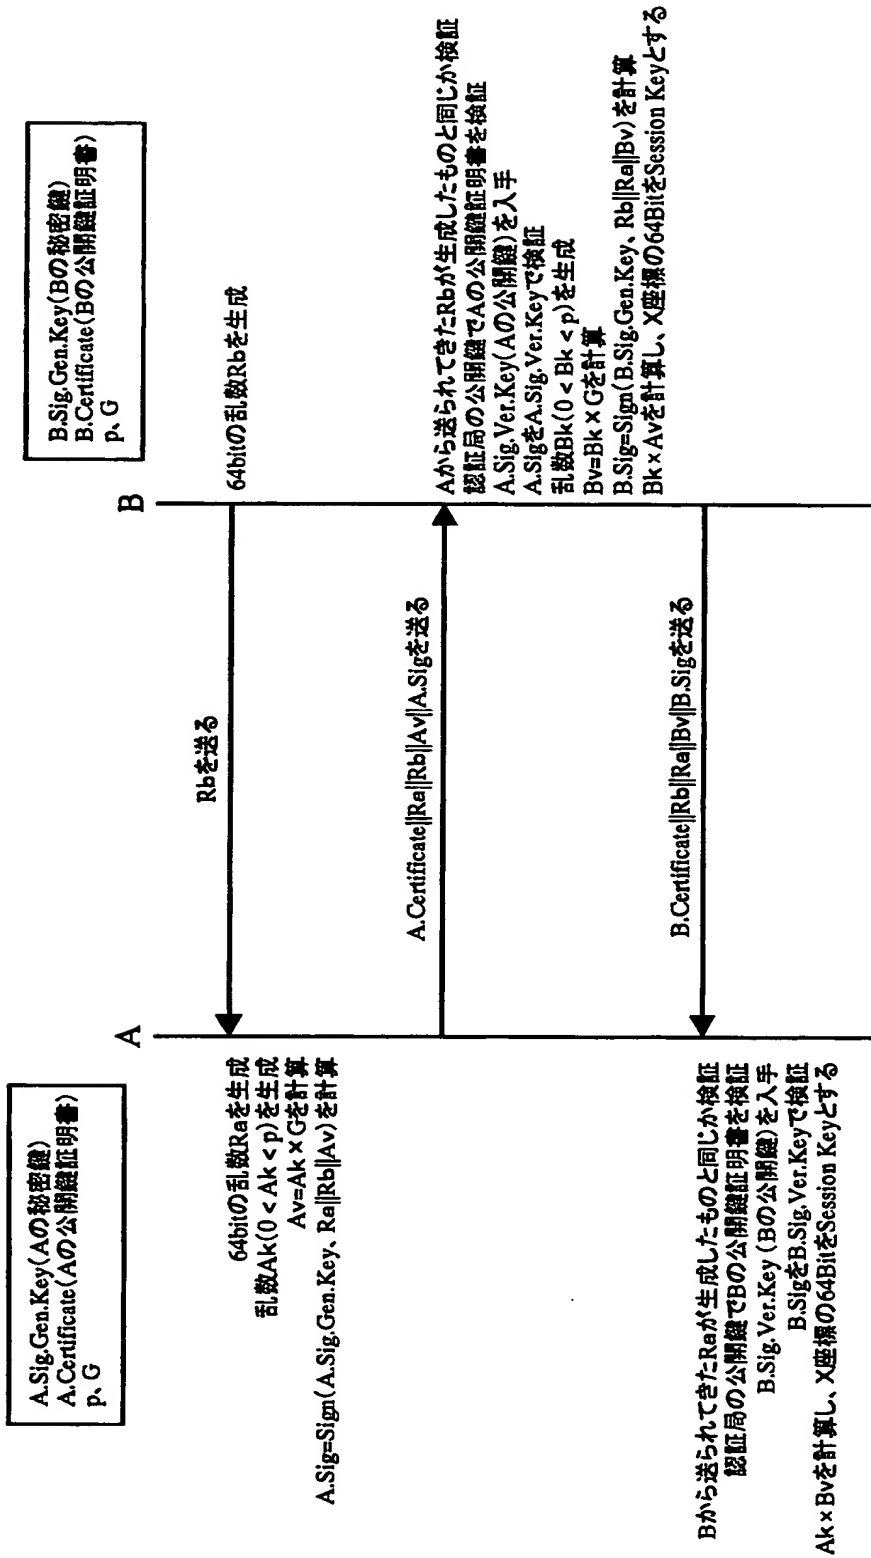 A.Sig.Gen.Key(Aの秘密鍵)
A.Certificate(Aの公開鍵証明書)
p、G
B.Sig.Gen.Key(Bの秘密鍵)
B.Certificate(Bの公開鍵証明書)
p、G
A
B
64bitの乱数Rbを生成
Rbを送る
64bitの乱数Raを生成
乱数Ak(0 < Ak < p)を生成
Av=Ak×Gを計算
A.Sig=Sign(A.Sig.Gen.Key、Ra||Rb||Av)を計算
A.Certificate||Ra||Rb||Av||A.Sigを送る
Aから送られてきたRbが生成したものと同じか検証
認証局の公開鍵でAの公開鍵証明書を検証
A.Sig.Ver.Key(Aの公開鍵)を入手
A.SigをA.Sig.Ver.Keyで検証
乱数Bk(0 < Bk < p)を生成
Bv=Bk×Gを計算
B.Sig=Sign(B.Sig.Gen.Key、Rb||Ra||Bv)を計算
Bk×Avを計算し、X座標の64BitをSession Keyとする
B.Certificate||Rb||Ra||Bv||B.Sigを送る
Bから送られてきたRaが生成したものと同じか検証
認証局の公開鍵でBの公開鍵証明書を検証
B.Sig.Ver.Key (Bの公開鍵)を入手
B.SigをB.Sig.Ver.Keyで検証
Ak×Bvを計算し、X座標の64BitをSession Keyとする